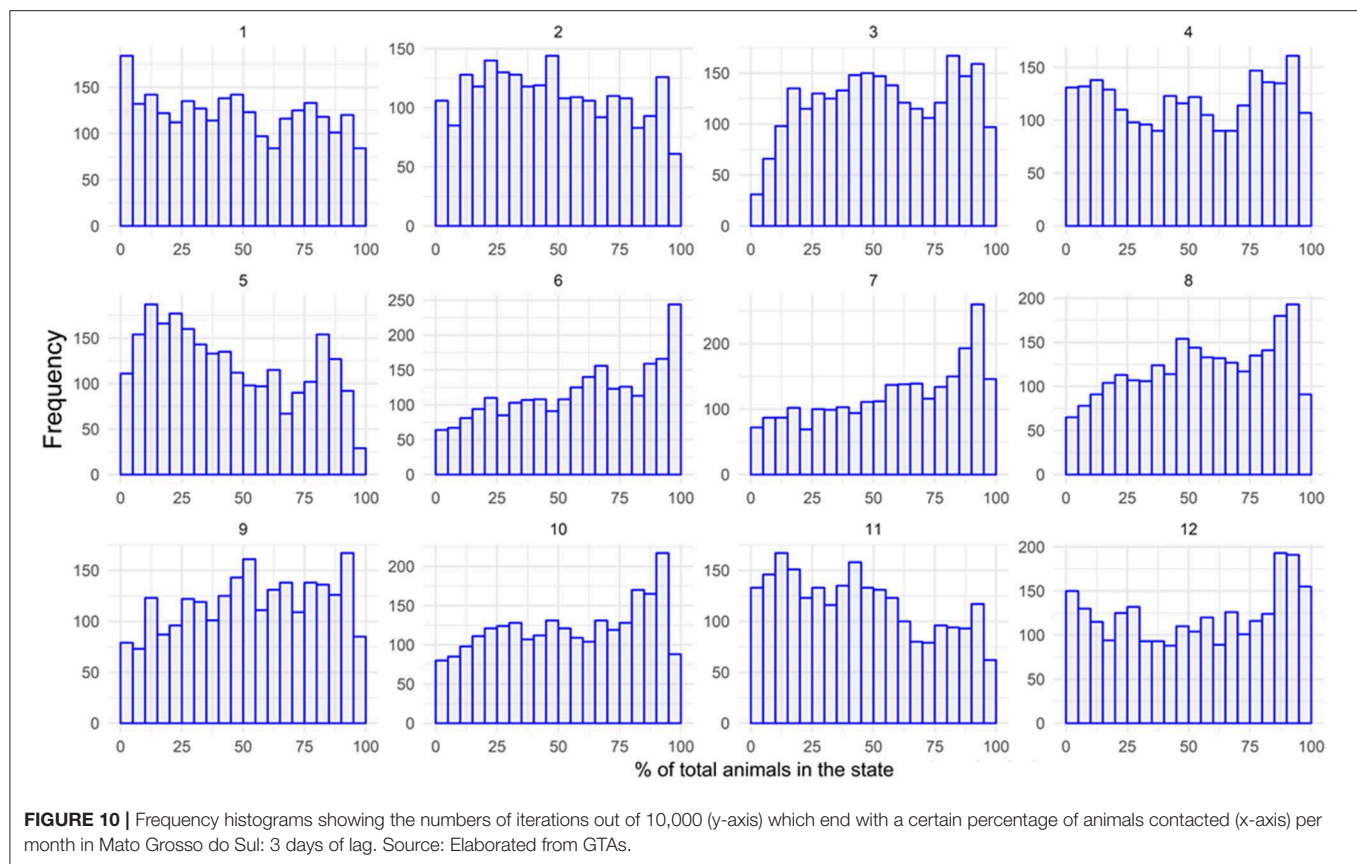 1 2 3 4
150 100 50 0
150 100 50 0
150 100 50 0
150 100 50 0
0 25 50 75 100 0 25 50 75 100 0 25 50 75 100 0 25 50 75 100
5 6 7 8
150 100 50 0
250 200 150 100 50 0
200 100 0
200 150 100 50 0
0 25 50 75 100 0 25 50 75 100 0 25 50 75 100 0 25 50 75 100
Frequency
9 10 11 12
150 100 50 0
200 150 100 50 0
150 100 50 0
200 150 100 50 0
0 25 50 75 100 0 25 50 75 100 0 25 50 75 100 0 25 50 75 100
% of total animals in the state
FIGURE 10 | Frequency histograms showing the numbers of iterations out of 10,000 (y-axis) which end with a certain percentage of animals contacted (x-axis) per
month in Mato Grosso do Sul: 3 days of lag. Source: Elaborated from GTAs.